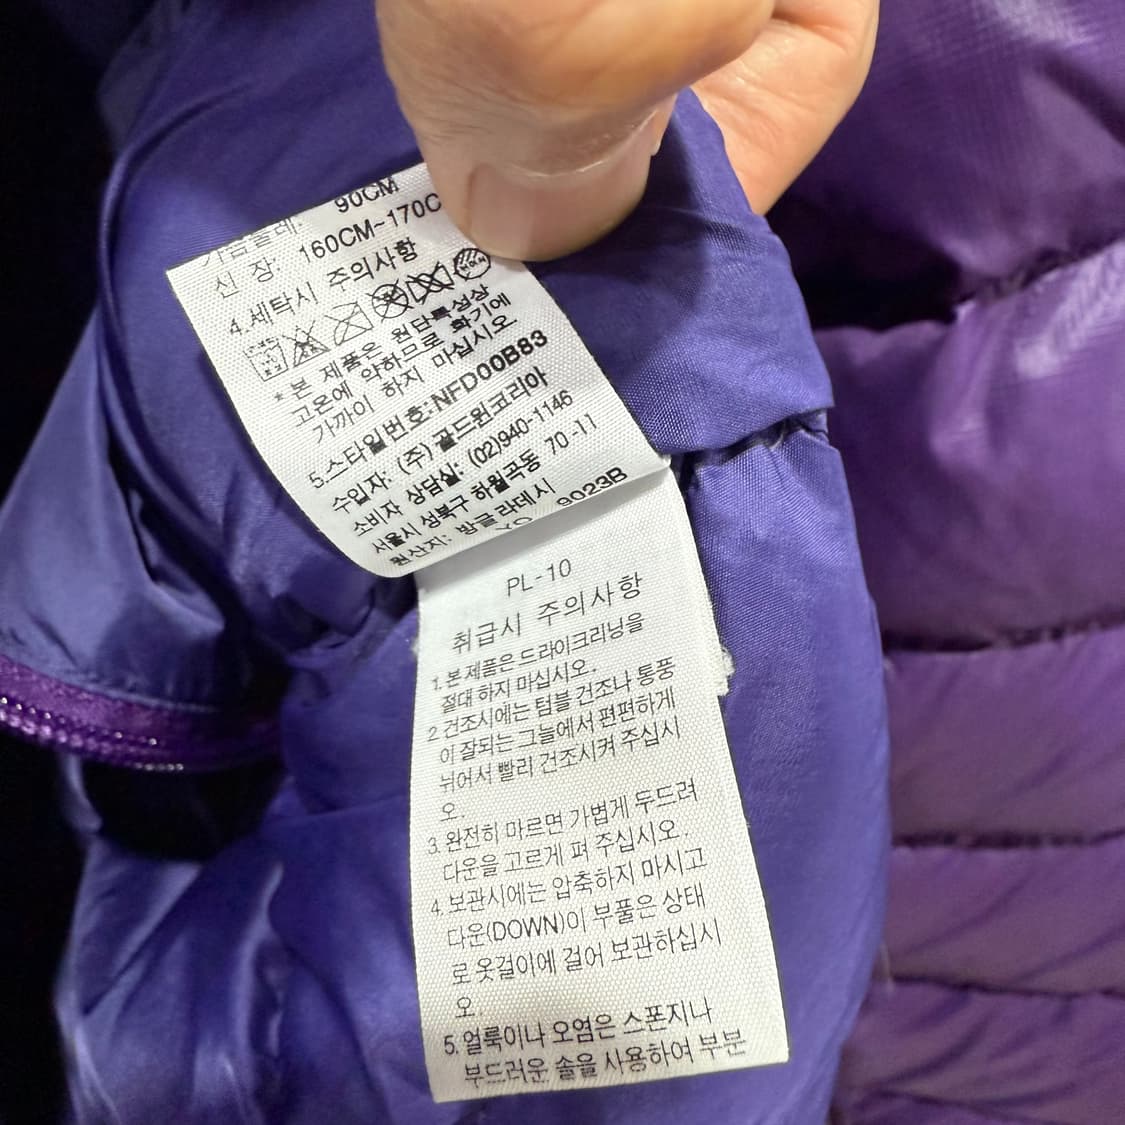 가슴둘레: 90CM
신 장: 160CM~170C
4.세탁시 주의사항
*본 제품은 원단특성상
고온에 약하므로 화기에
가까이 하지 마십시오
5.스타일번호:NFD00B83
수입자: (주) 골드윈코리아
소비자 상담실: (02)940-1146
서울시 성북구 하월곡동 70-11
원산지: 방글라데시 9023B
PL-10
취급시 주의사항
1. 본 제품은 드라이크리닝을
절대 하지 마십시오.
2 건조시에는 텀블 건조나 통풍
이 잘되는 그늘에서 편편하게
뉘어서 빨리 건조시켜 주십시
오.
3. 완전히 마르면 가볍게 두드려
다운을 고르게 펴 주십시오.
4. 보관시에는 압축하지 마시고
다운(DOWN)이 부풀은 상태
로 옷걸이에 걸어 보관하십시
오.
5. 얼룩이나 오염은 스폰지나
부드러운 솔을 사용하여 부분